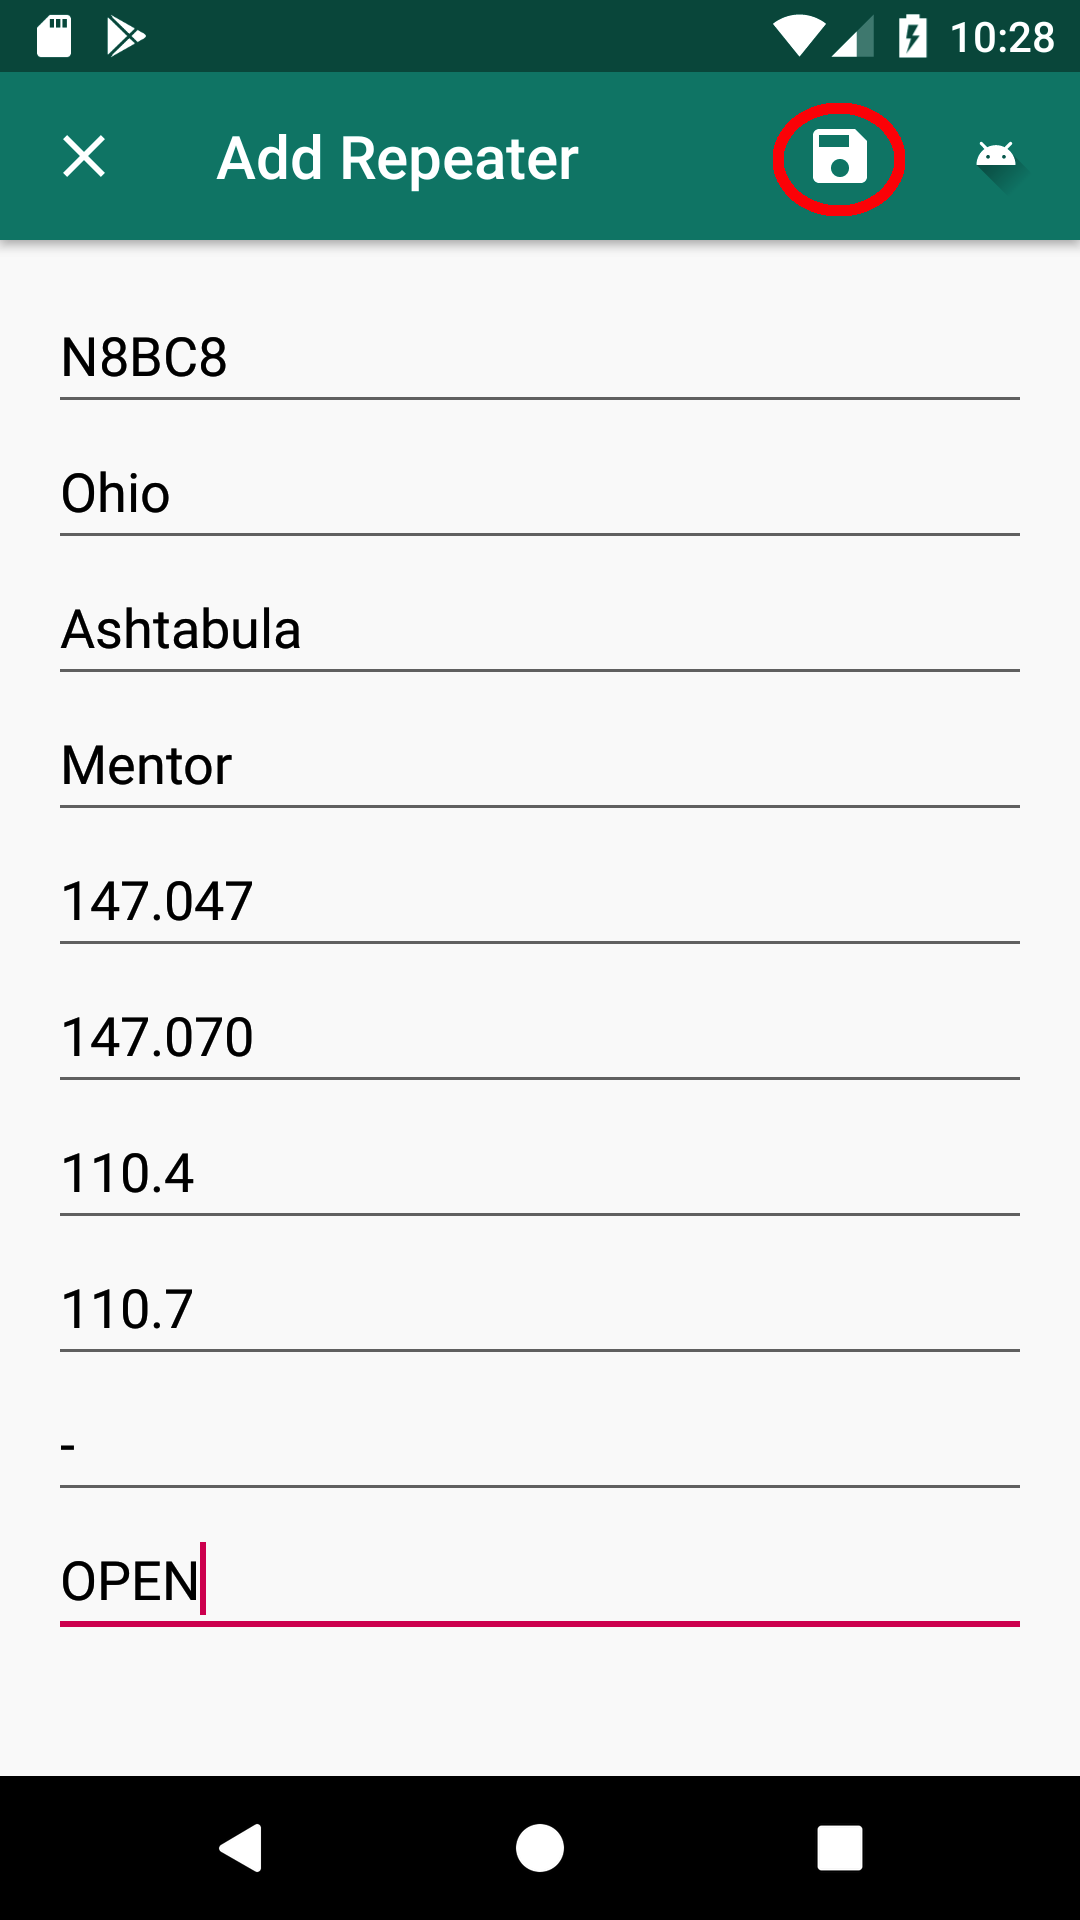 10:28
Add Repeater
N8BC8
Ohio
Ashtabula
Mentor
147.047
147.070
110.4
110.7
-
OPEN